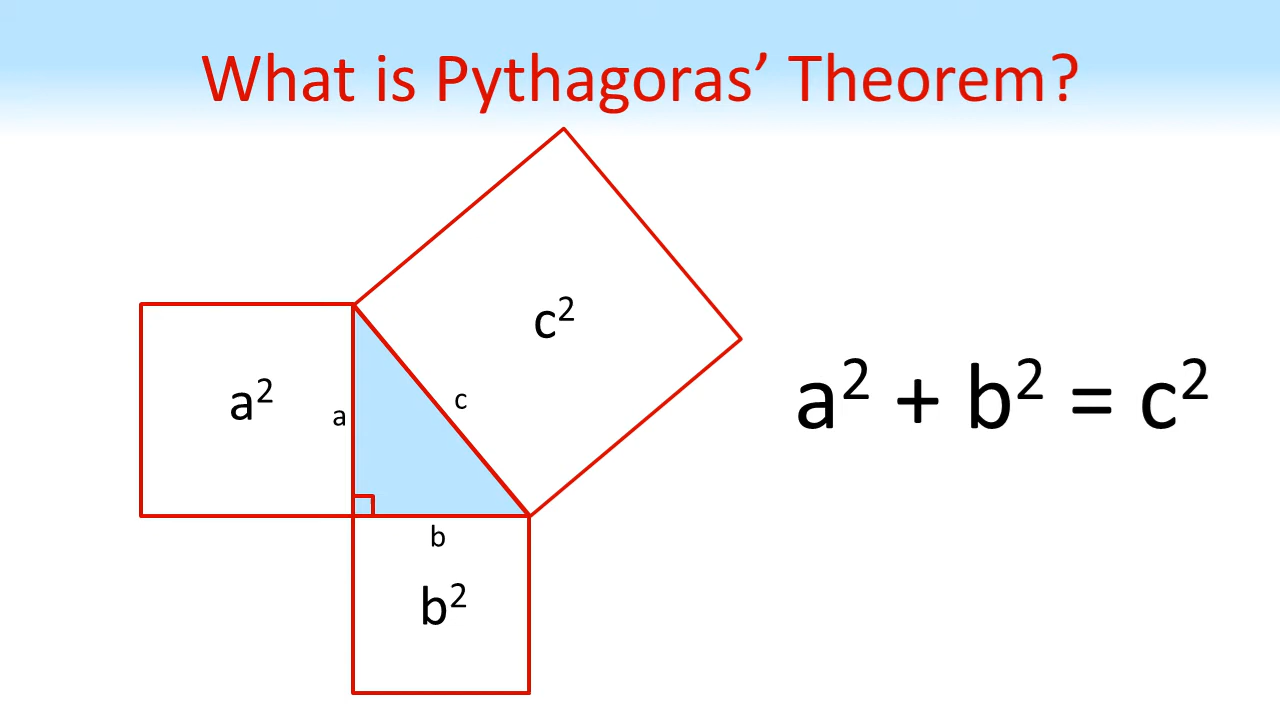 What is Pythagoras’ Theorem?
c²
a²
a
c
a² + b² = c²
b
b²